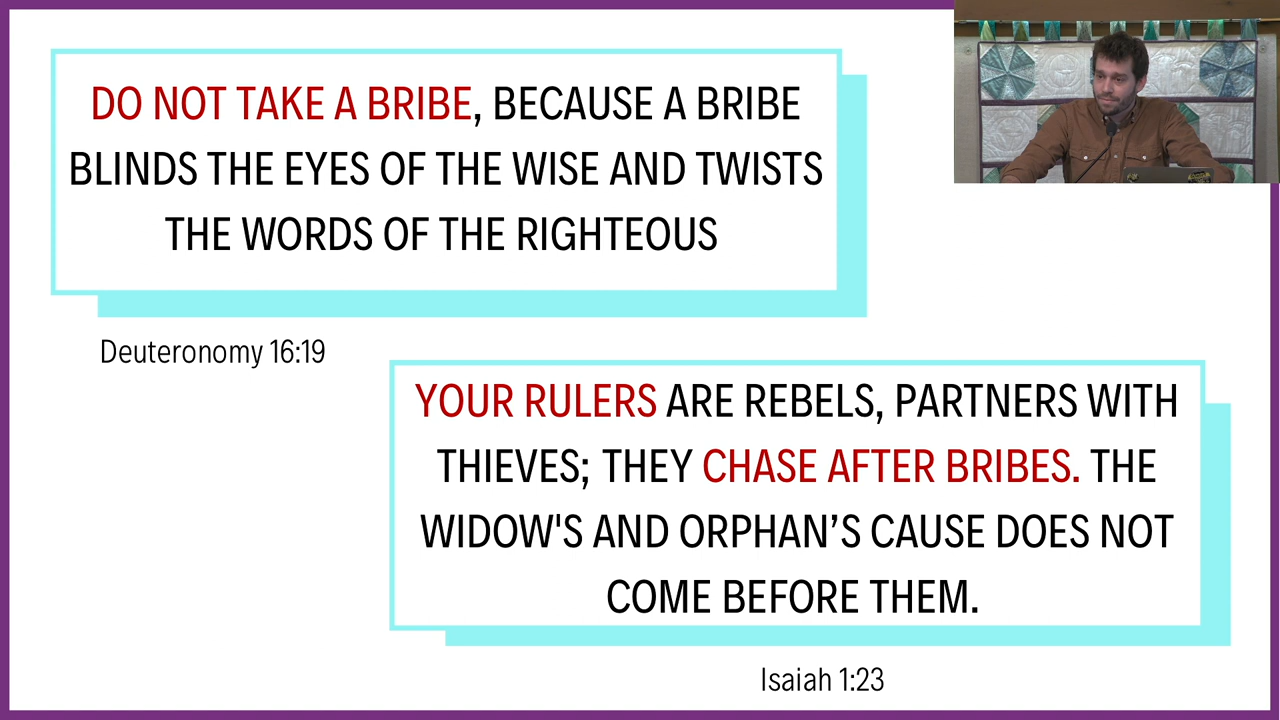 DO NOT TAKE A BRIBE, BECAUSE A BRIBE
BLINDS THE EYES OF THE WISE AND TWISTS
THE WORDS OF THE RIGHTEOUS
Deuteronomy 16:19
YOUR RULERS ARE REBELS, PARTNERS WITH
THIEVES; THEY CHASE AFTER BRIBES. THE
WIDOW'S AND ORPHAN’S CAUSE DOES NOT
COME BEFORE THEM.
Isaiah 1:23